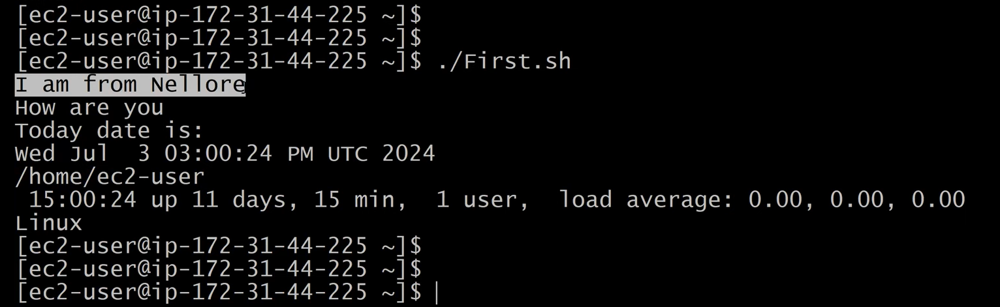 [ec2-user@ip-172-31-44-225 ~]$
[ec2-user@ip-172-31-44-225 ~]$
[ec2-user@ip-172-31-44-225 ~]$ ./First.sh
I am from Nellore
How are you
Today date is:
Wed Jul  3 03:00:24 PM UTC 2024
/home/ec2-user
 15:00:24 up 11 days, 15 min,  1 user,  load average: 0.00, 0.00, 0.00
Linux
[ec2-user@ip-172-31-44-225 ~]$
[ec2-user@ip-172-31-44-225 ~]$
[ec2-user@ip-172-31-44-225 ~]$